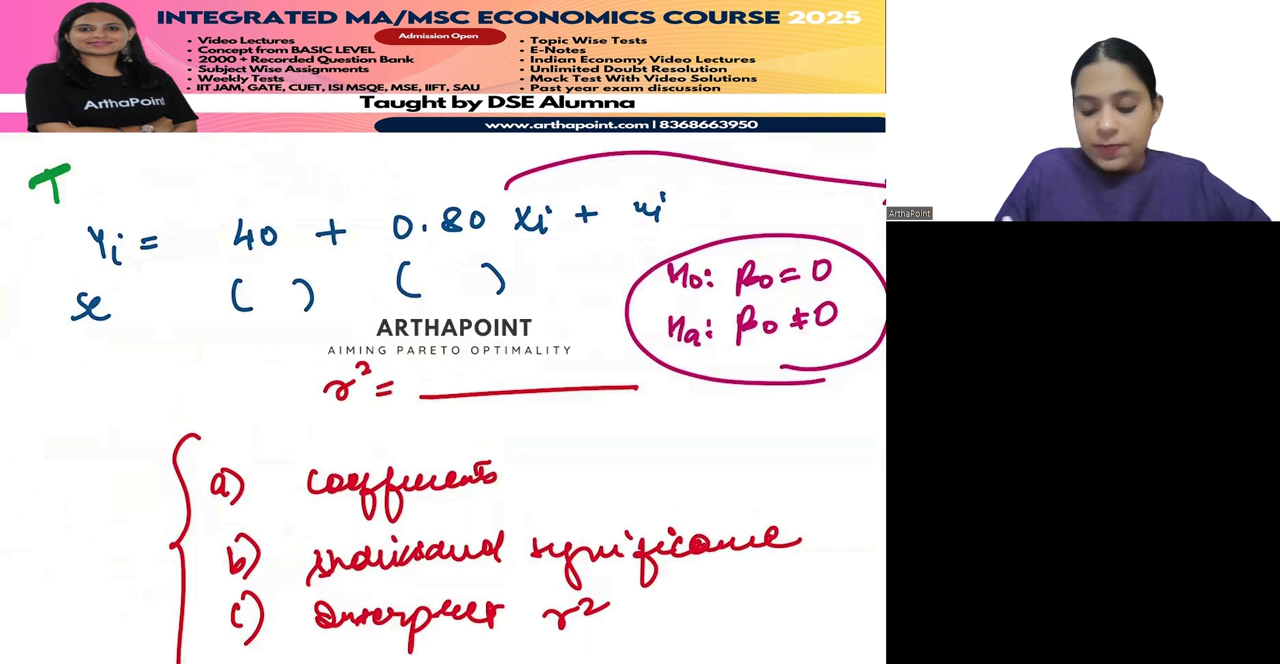 INTEGRATED MA/MSC ECONOMICS COURSE 2025
Admission Open
• Video Lectures
• Concept from BASIC LEVEL
• 2000 + Recorded Question Bank
• Subject Wise Assignments
• Weekly Tests
• IIT JAM, GATE, CUET, ISI MSQE, MSE, IIFT, SAU
• Topic Wise Tests
• E-Notes
• Indian Economy Video Lectures
• Unlimited Doubt Resolution
• Mock Test With Video Solutions
• Past year exam discussion
ArthaPoint
Taught by DSE Alumna
www.arthapoint.com | 8368663950
ArthaPoint
T
Yi = 40 + 0.80 Xi + ui
se ( ) ( )
H0: β0 = 0
Ha: β0 ≠ 0
ARTHAPOINT
AIMING PARETO OPTIMALITY
r² =
a) coefficients
b) individual significance
c) Interpret r²